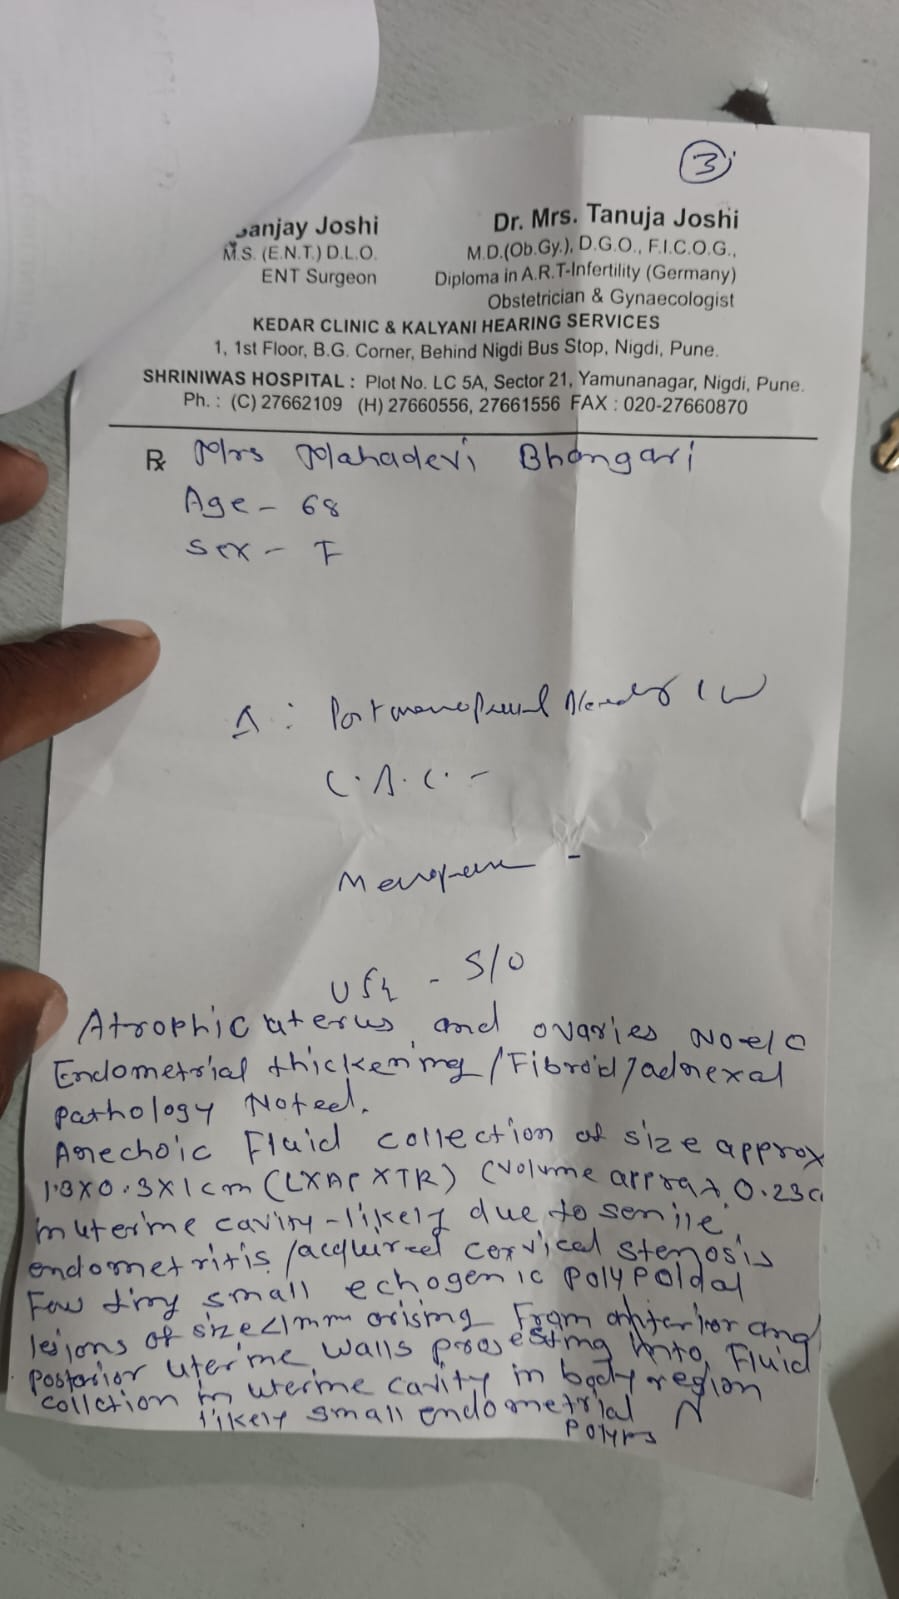 3
Sanjay Joshi
M.S. (E.N.T.) D.L.O.
ENT Surgeon
Dr. Mrs. Tanuja Joshi
M.D.(Ob.Gy.), D.G.O., F.I.C.O.G.,
Diploma in A.R.T-Infertility (Germany)
Obstetrician & Gynaecologist
KEDAR CLINIC & KALYANI HEARING SERVICES
1, 1st Floor, B.G. Corner, Behind Nigdi Bus Stop, Nigdi, Pune.
SHRINIWAS HOSPITAL : Plot No. LC 5A, Sector 21, Yamunanagar, Nigdi, Pune.
Ph. : (C) 27662109 (H) 27660556, 27661556 FAX : 020-27660870
℞ Mrs Mahadevi Bhangari
Age - 68
Sex - F
Postmenopausal
Menopause -
- S/O
Atrophic uterus and ovaries No e/o
Endometrial thickening/Fibroid/adnexal
pathology Noted.
Anechoic Fluid collection of size approx
1.3x0.3x1cm (LXAPXTR) (Volume 0.23c
in uterine cavity - likely due to senile
endometritis /acquired cervical stenosis
Few tiny small echogenic polypoidal
lesions of size <1mm arising From anterior and
posterior uterine walls projecting into Fluid
collction in uterine cavity in body region
likely small endometrial
Polyps